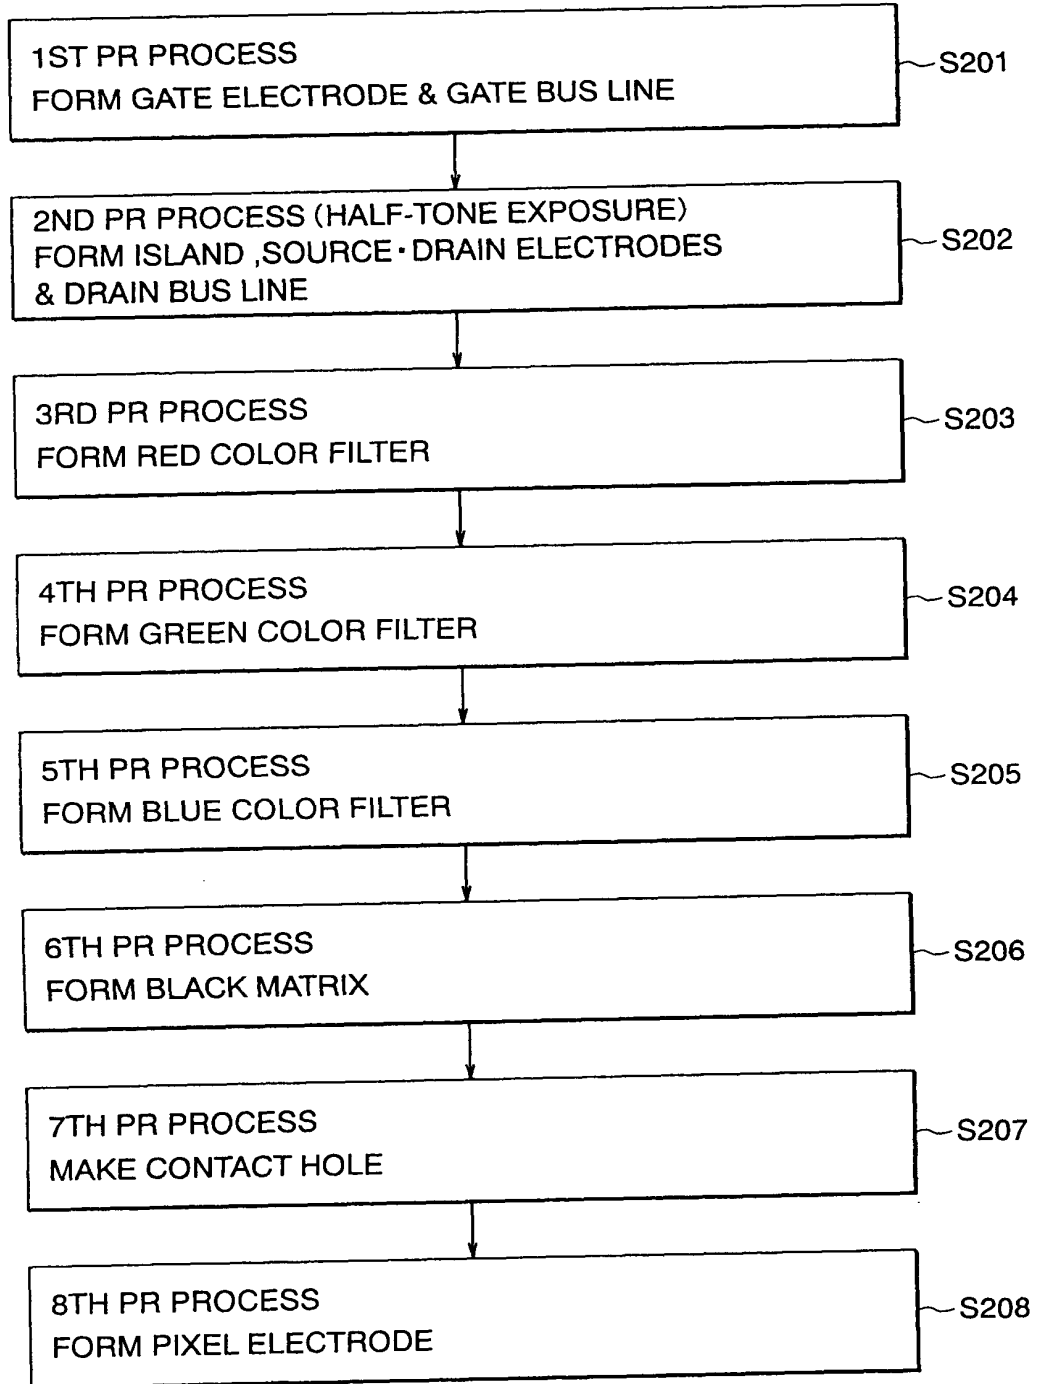 1ST PR PROCESS
FORM GATE ELECTRODE & GATE BUS LINE
S201
2ND PR PROCESS (HALF-TONE EXPOSURE)
FORM ISLAND ,SOURCE・DRAIN ELECTRODES
& DRAIN BUS LINE
S202
3RD PR PROCESS
FORM RED COLOR FILTER
S203
4TH PR PROCESS
FORM GREEN COLOR FILTER
S204
5TH PR PROCESS
FORM BLUE COLOR FILTER
S205
6TH PR PROCESS
FORM BLACK MATRIX
S206
7TH PR PROCESS
MAKE CONTACT HOLE
S207
8TH PR PROCESS
FORM PIXEL ELECTRODE
S208